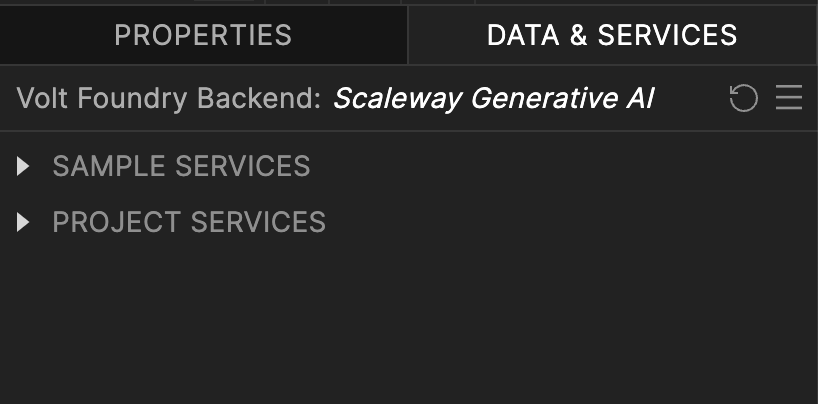 PROPERTIES
DATA & SERVICES
Volt Foundry Backend: Scaleway Generative AI
SAMPLE SERVICES
PROJECT SERVICES